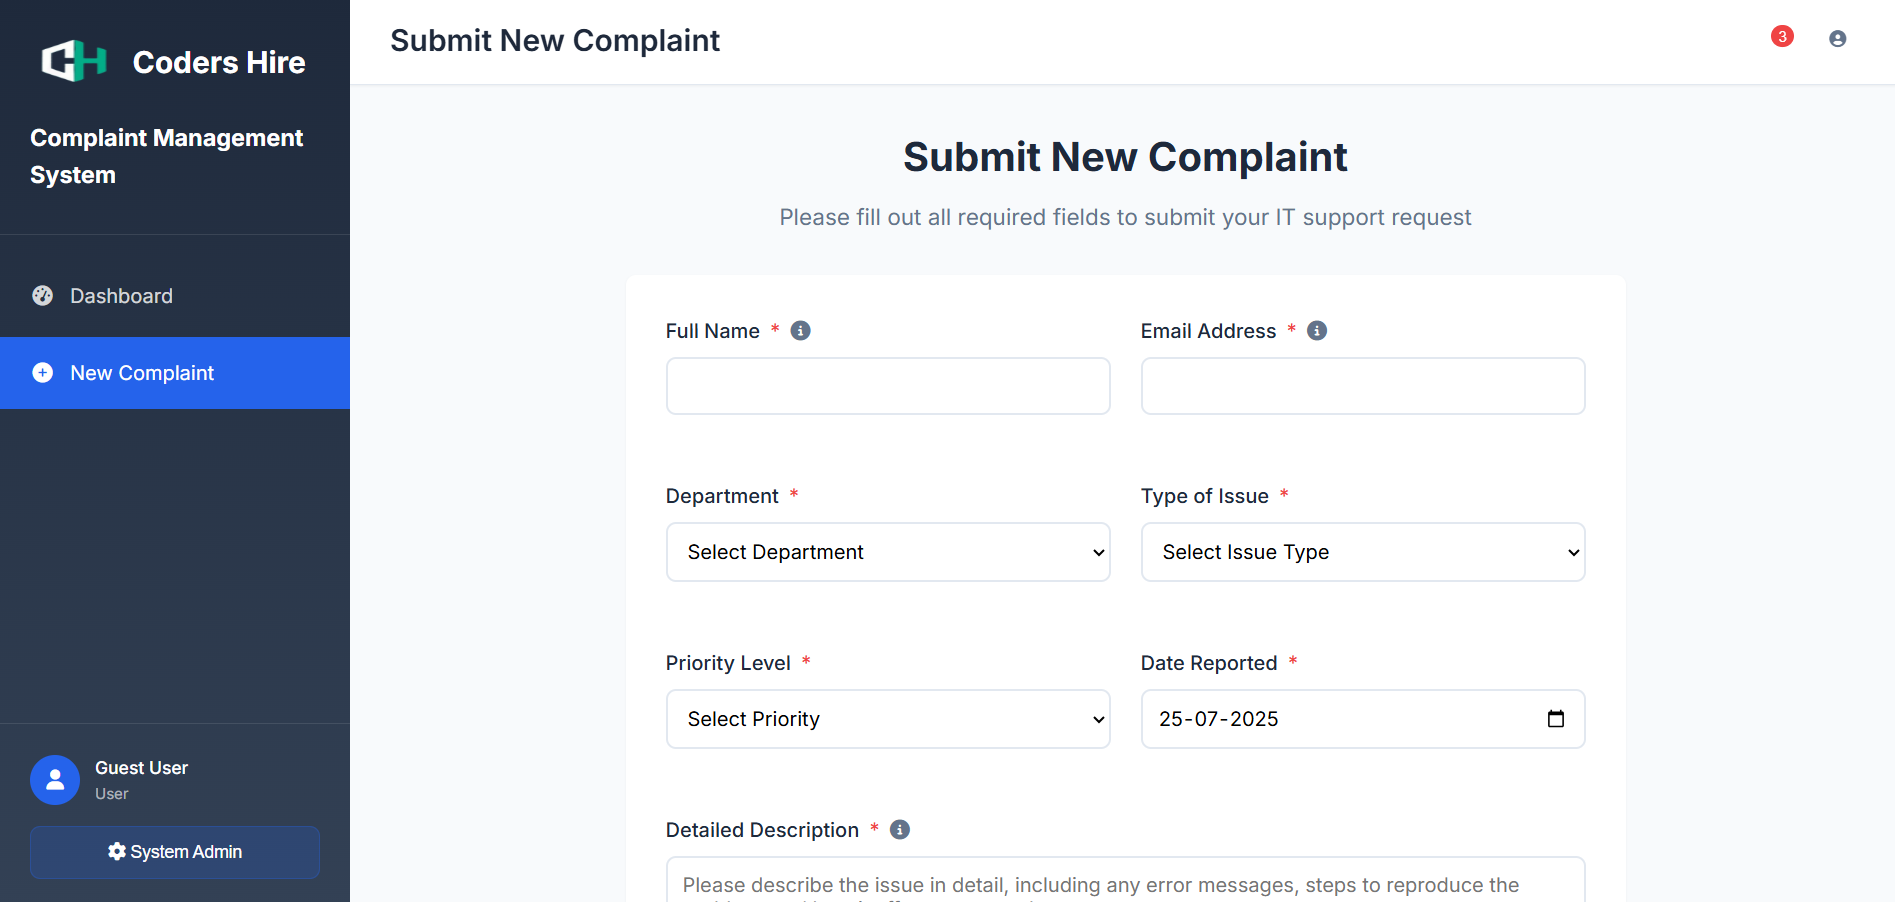 Coders Hire
Complaint Management
System
Dashboard
New Complaint
Guest User
User
System Admin
Submit New Complaint
3
Submit New Complaint
Please fill out all required fields to submit your IT support request
Full Name *
Email Address *
Department *
Type of Issue *
Select Department
Select Issue Type
Priority Level *
Date Reported *
Select Priority
25-07-2025
Detailed Description *
Please describe the issue in detail, including any error messages, steps to reproduce the